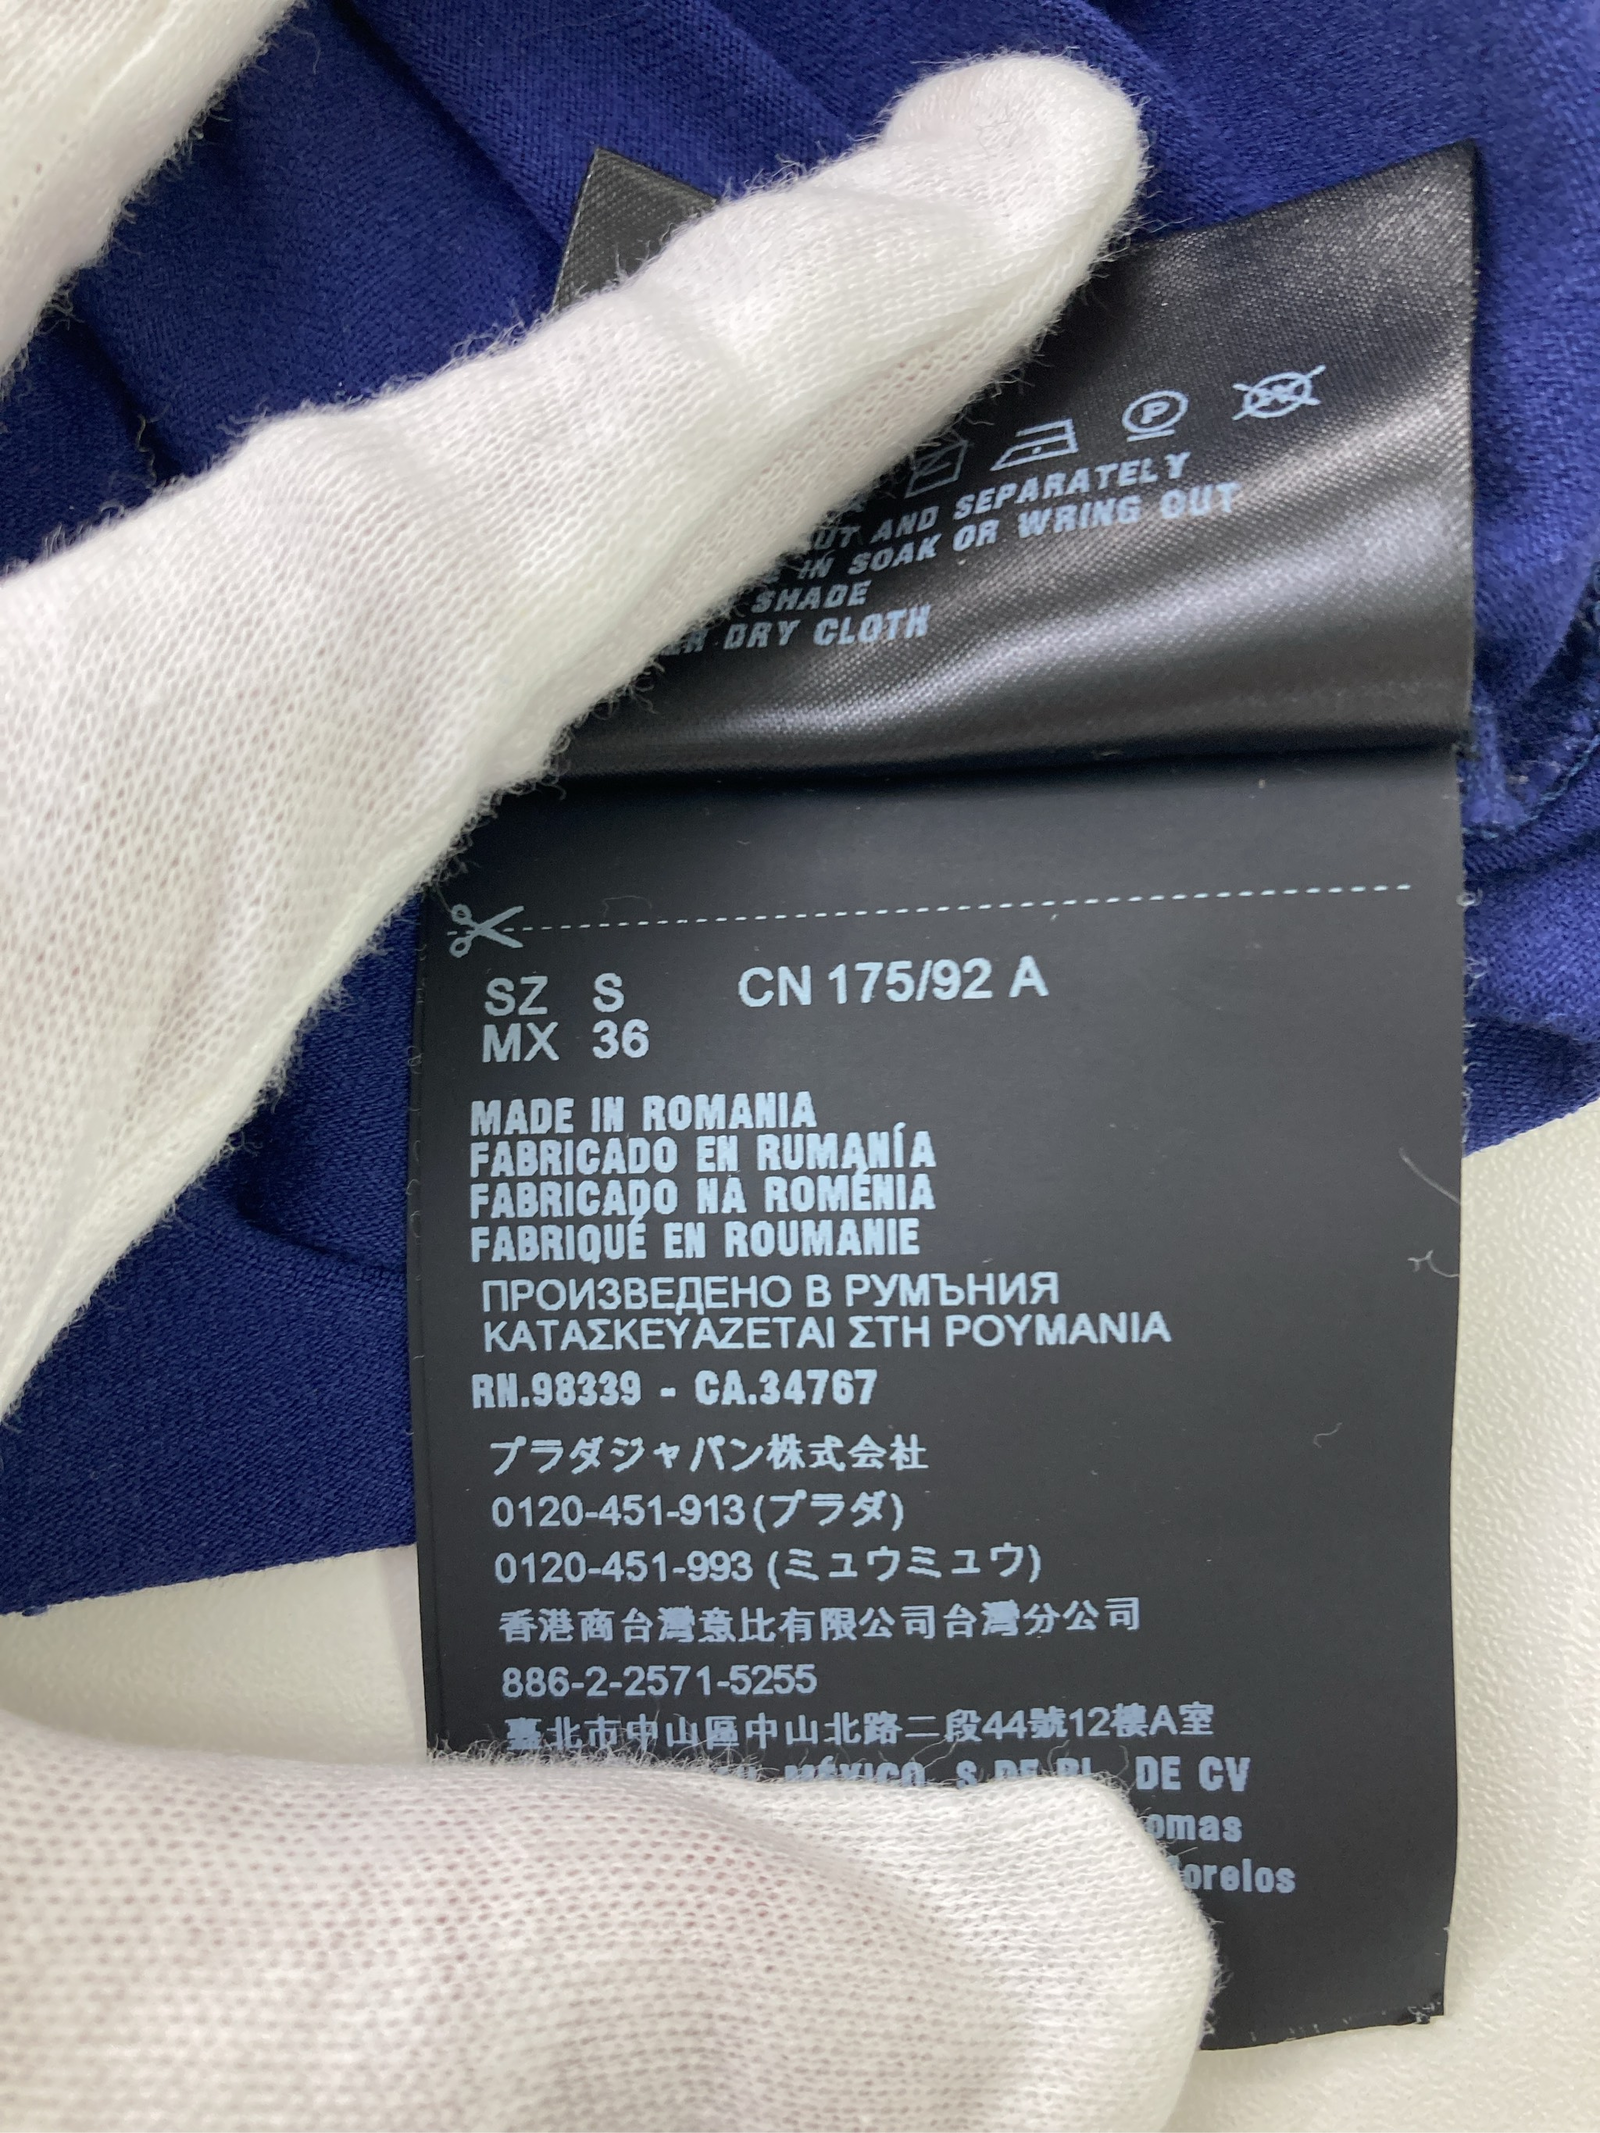 P
AND SEPARATELY
IN SOAK OR WRING OUT
SHADE
DRY CLOTH
SZ S CN 175/92 A
MX 36
MADE IN ROMANIA
FABRICADO EN RUMANÍA
FABRICADO NA ROMÉNIA
FABRIQUÉ EN ROUMANIE
ПРОИЗВЕДЕНО В РУМЪНИЯ
ΚΑΤΑΣΚΕΥΑΖΕΤΑΙ ΣΤΗ ΡΟΥΜΑΝΙΑ
RN.98339 - CA.34767
プラダジャパン株式会社
0120-451-913(プラダ)
0120-451-993 (ミュウミュウ)
香港商台灣意比有限公司台灣分公司
886-2-2571-5255
臺北市中山區中山北路二段44號12樓A室
MÉXICO, S DE RL DE CV